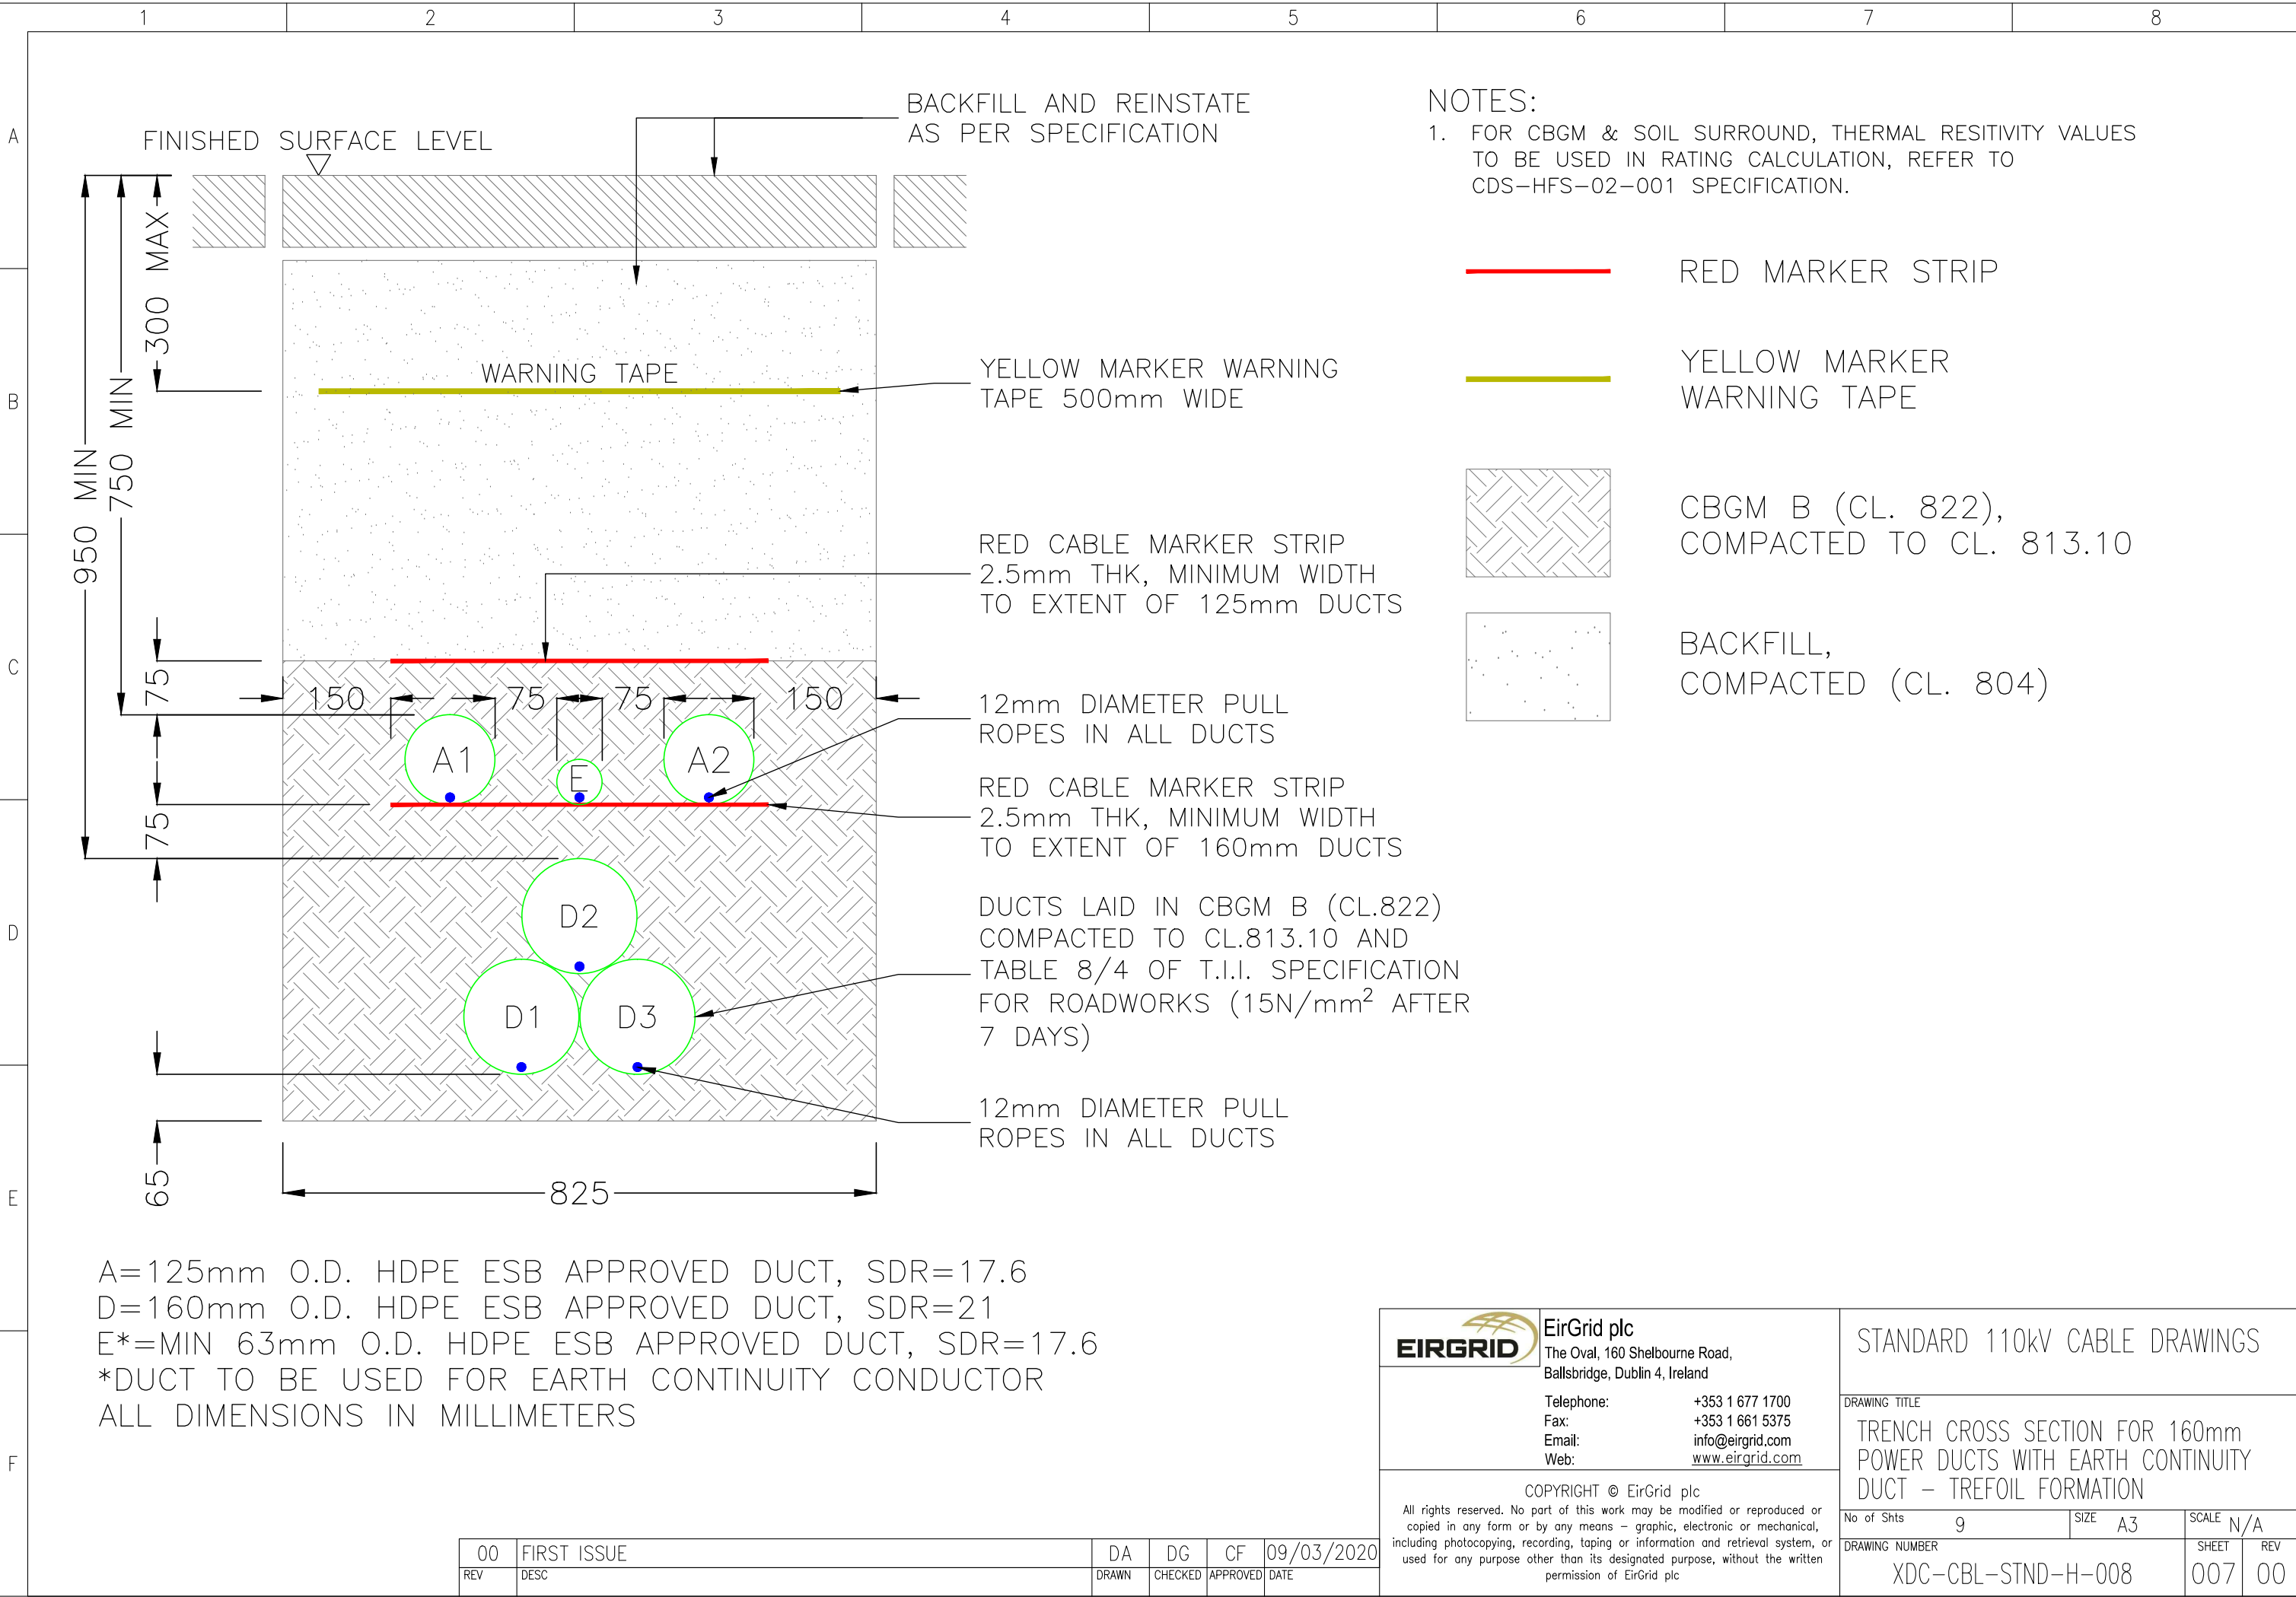 1 2 3 4 5 6 7 8
A
B
C
D
E
F
FINISHED SURFACE LEVEL
BACKFILL AND REINSTATE
AS PER SPECIFICATION
300 MAX
750 MIN
950 MIN
WARNING TAPE
YELLOW MARKER WARNING
TAPE 500mm WIDE
RED CABLE MARKER STRIP
2.5mm THK, MINIMUM WIDTH
TO EXTENT OF 125mm DUCTS
75
150 75 75 150
A1 E A2
12mm DIAMETER PULL
ROPES IN ALL DUCTS
RED CABLE MARKER STRIP
2.5mm THK, MINIMUM WIDTH
TO EXTENT OF 160mm DUCTS
75
D2
D1 D3
DUCTS LAID IN CBGM B (CL.822)
COMPACTED TO CL.813.10 AND
TABLE 8/4 OF T.I.I. SPECIFICATION
FOR ROADWORKS (15N/mm² AFTER
7 DAYS)
12mm DIAMETER PULL
ROPES IN ALL DUCTS
65
825
NOTES:
1. FOR CBGM & SOIL SURROUND, THERMAL RESITIVITY VALUES
TO BE USED IN RATING CALCULATION, REFER TO
CDS-HFS-02-001 SPECIFICATION.
RED MARKER STRIP
YELLOW MARKER
WARNING TAPE
CBGM B (CL. 822),
COMPACTED TO CL. 813.10
BACKFILL,
COMPACTED (CL. 804)
A=125mm O.D. HDPE ESB APPROVED DUCT, SDR=17.6
D=160mm O.D. HDPE ESB APPROVED DUCT, SDR=21
E*=MIN 63mm O.D. HDPE ESB APPROVED DUCT, SDR=17.6
*DUCT TO BE USED FOR EARTH CONTINUITY CONDUCTOR
ALL DIMENSIONS IN MILLIMETERS
00 FIRST ISSUE DA DG CF 09/03/2020
REV DESC DRAWN CHECKED APPROVED DATE
EIRGRID
EirGrid plc
The Oval, 160 Shelbourne Road,
Ballsbridge, Dublin 4, Ireland
Telephone: +353 1 677 1700
Fax: +353 1 661 5375
Email: info@eirgrid.com
Web: www.eirgrid.com
COPYRIGHT © EirGrid plc
All rights reserved. No part of this work may be modified or reproduced or
copied in any form or by any means - graphic, electronic or mechanical,
including photocopying, recording, taping or information and retrieval system, or
used for any purpose other than its designated purpose, without the written
permission of EirGrid plc
STANDARD 110kV CABLE DRAWINGS
DRAWING TITLE
TRENCH CROSS SECTION FOR 160mm
POWER DUCTS WITH EARTH CONTINUITY
DUCT - TREFOIL FORMATION
No of Shts 9 SIZE A3 SCALE N/A
DRAWING NUMBER SHEET REV
XDC-CBL-STND-H-008 007 00